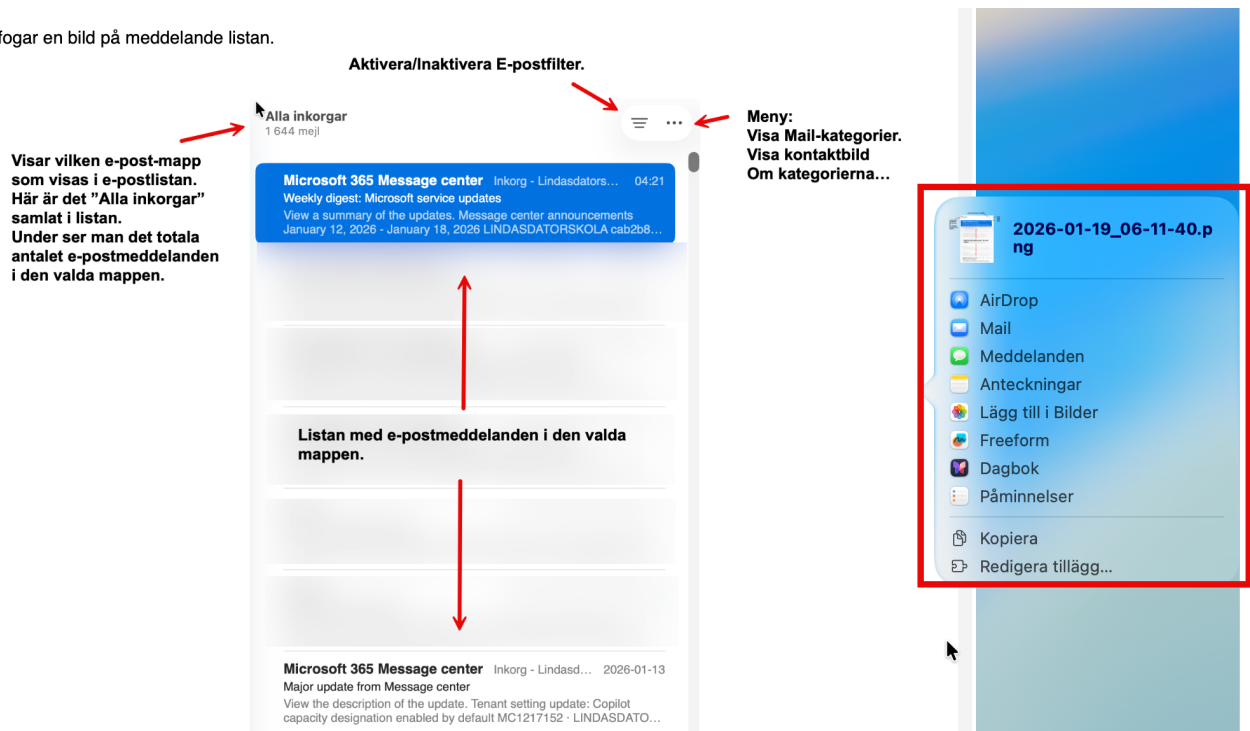 fogar en bild på meddelande listan.
Aktivera/Inaktivera E-postfilter.
Alla inkorgar
1 644 mejl
Meny:
Visa Mail-kategorier.
Visa kontaktbild
Om kategorierna…
Visar vilken e-post-mapp
som visas i e-postlistan.
Här är det ”Alla inkorgar”
samlat i listan.
Under ser man det totala
antalet e-postmeddelanden
i den valda mappen.
Microsoft 365 Message center Inkorg - Lindasdators… 04:21
Weekly digest: Microsoft service updates
View a summary of the updates. Message center announcements
January 12, 2026 - January 18, 2026 LINDASDATORSKOLA cab2b8…
Listan med e-postmeddelanden i den valda
mappen.
Microsoft 365 Message center Inkorg - Lindasd… 2026-01-13
Major update from Message center
View the description of the update. Tenant setting update: Copilot
capacity designation enabled by default MC1217152 · LINDASDATO…
2026-01-19_06-11-40.p
ng
AirDrop
Mail
Meddelanden
Anteckningar
Lägg till i Bilder
Freeform
Dagbok
Påminnelser
Kopiera
Redigera tillägg...